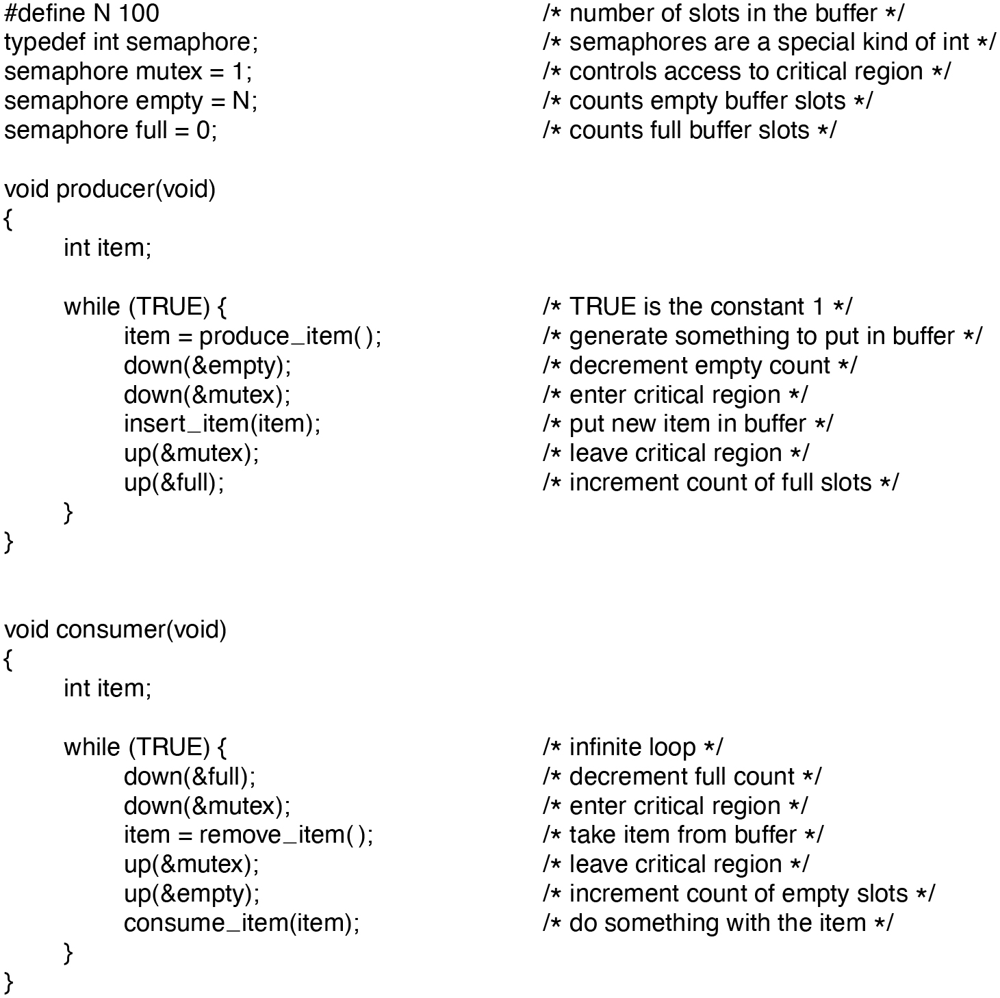 #define N 100 /* number of slots in the buffer */
typedef int semaphore; /* semaphores are a special kind of int */
semaphore mutex = 1; /* controls access to critical region */
semaphore empty = N; /* counts empty buffer slots */
semaphore full = 0; /* counts full buffer slots */
void producer(void)
{
int item;
while (TRUE) { /* TRUE is the constant 1 */
item = produce_item( ); /* generate something to put in buffer */
down(&empty); /* decrement empty count */
down(&mutex); /* enter critical region */
insert_item(item); /* put new item in buffer */
up(&mutex); /* leave critical region */
up(&full); /* increment count of full slots */
}
}
void consumer(void)
{
int item;
while (TRUE) { /* infinite loop */
down(&full); /* decrement full count */
down(&mutex); /* enter critical region */
item = remove_item( ); /* take item from buffer */
up(&mutex); /* leave critical region */
up(&empty); /* increment count of empty slots */
consume_item(item); /* do something with the item */
}
}